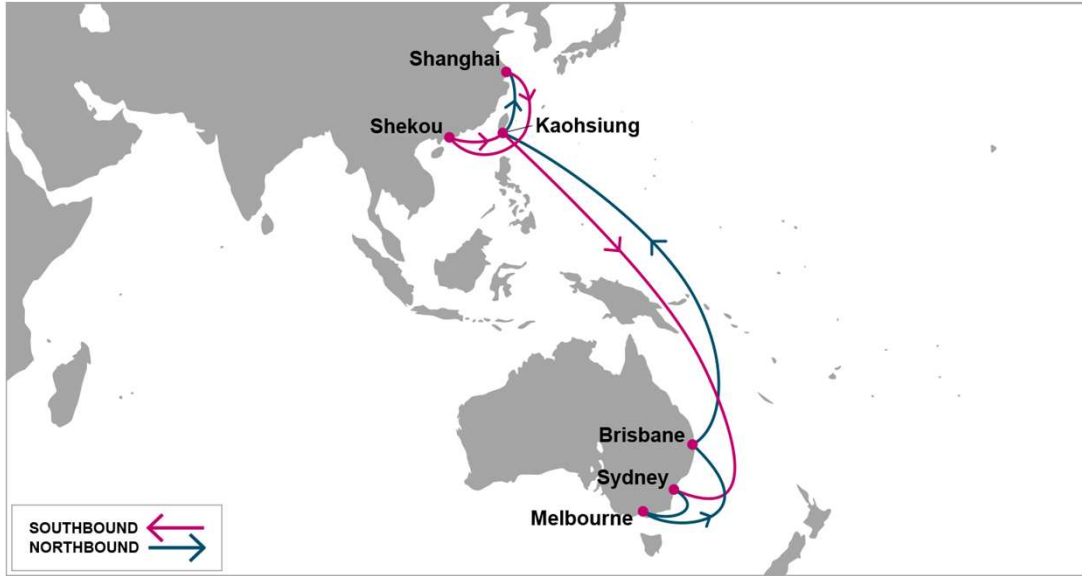 Shanghai
Shekou
Kaohsiung
Brisbane
Sydney
Melbourne
SOUTHBOUND
NORTHBOUND